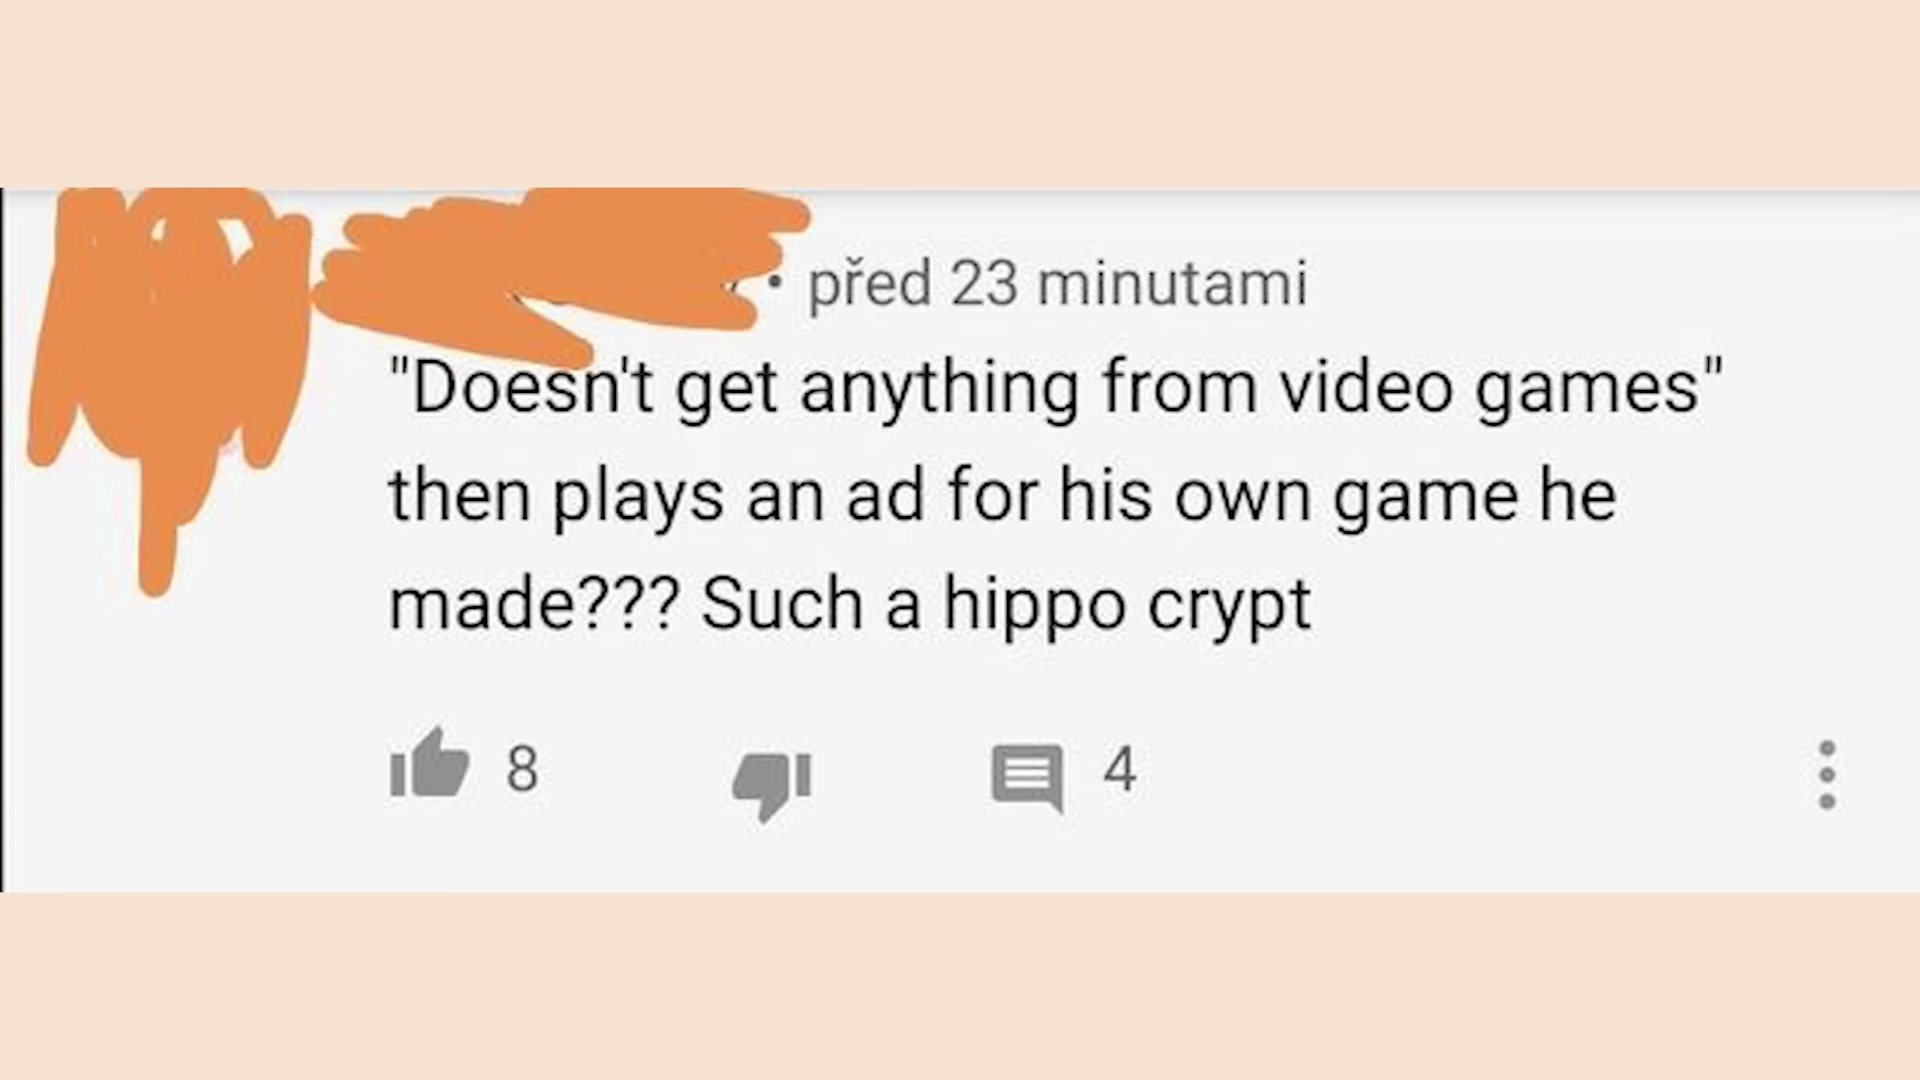 • před 23 minutami
"Doesn't get anything from video games"
then plays an ad for his own game he
made??? Such a hippo crypt
8 4